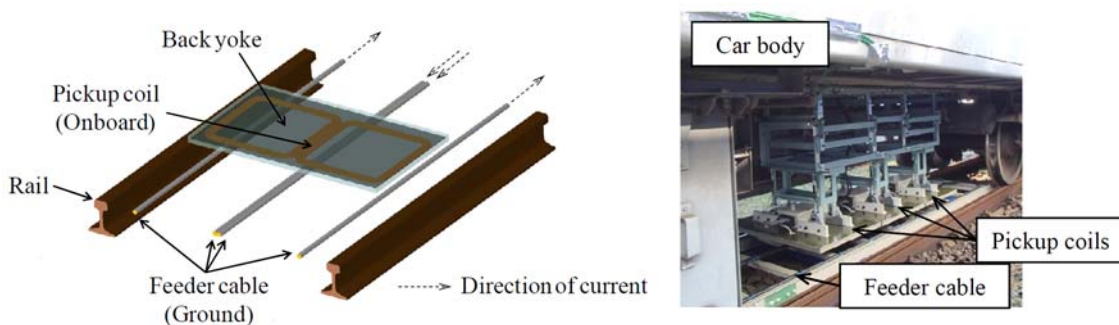 Back yoke
Pickup coil
(Onboard)
Rail
Feeder cable
(Ground)
Direction of current
Car body
Pickup coils
Feeder cable